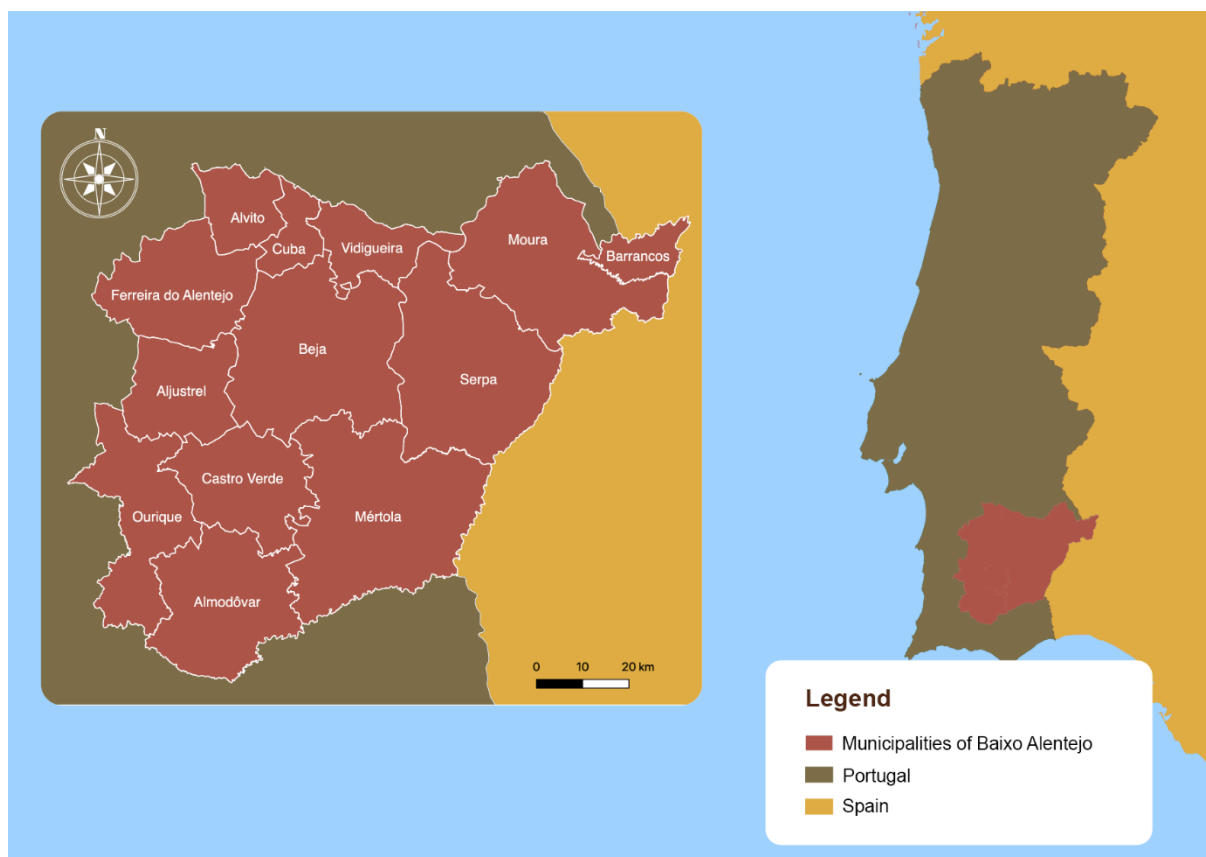 N
Alvito
Cuba
Vidigueira
Moura
Barrancos
Ferreira do Alentejo
Beja
Serpa
Aljustrel
Castro Verde
Ourique
Mértola
Almodôvar
0 10 20 km
Legend
Municipalities of Baixo Alentejo
Portugal
Spain